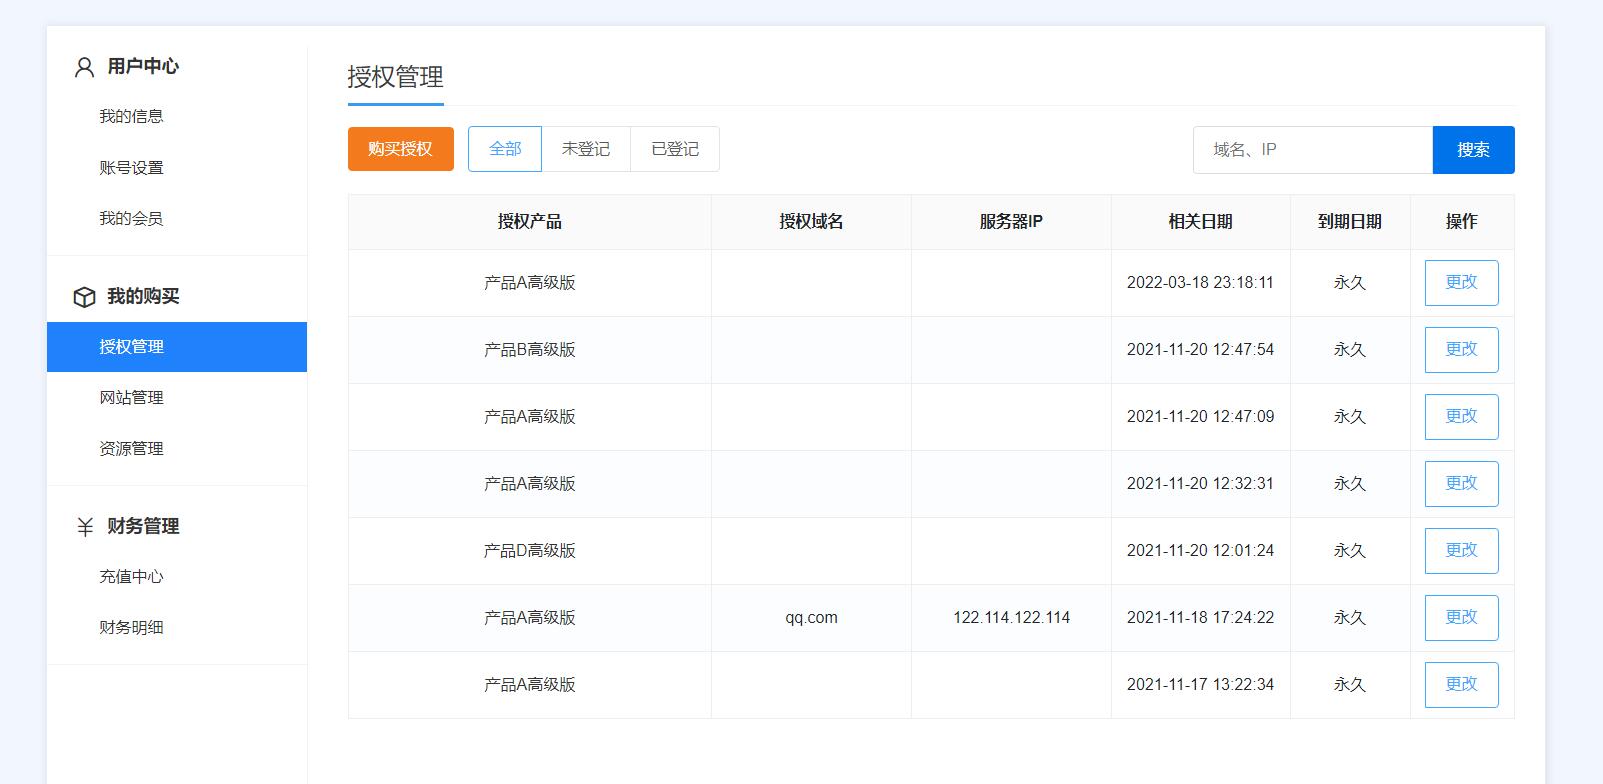 用户中心
我的信息
账号设置
我的会员
我的购买
授权管理
网站管理
资源管理
财务管理
充值中心
财务明细
授权管理
购买授权 全部 未登记 已登记 域名、IP 搜索
授权产品 授权域名 服务器IP 相关日期 到期日期 操作
产品A高级版 2022-03-18 23:18:11 永久 更改
产品B高级版 2021-11-20 12:47:54 永久 更改
产品A高级版 2021-11-20 12:47:09 永久 更改
产品A高级版 2021-11-20 12:32:31 永久 更改
产品D高级版 2021-11-20 12:01:24 永久 更改
产品A高级版 qq.com 122.114.122.114 2021-11-18 17:24:22 永久 更改
产品A高级版 2021-11-17 13:22:34 永久 更改